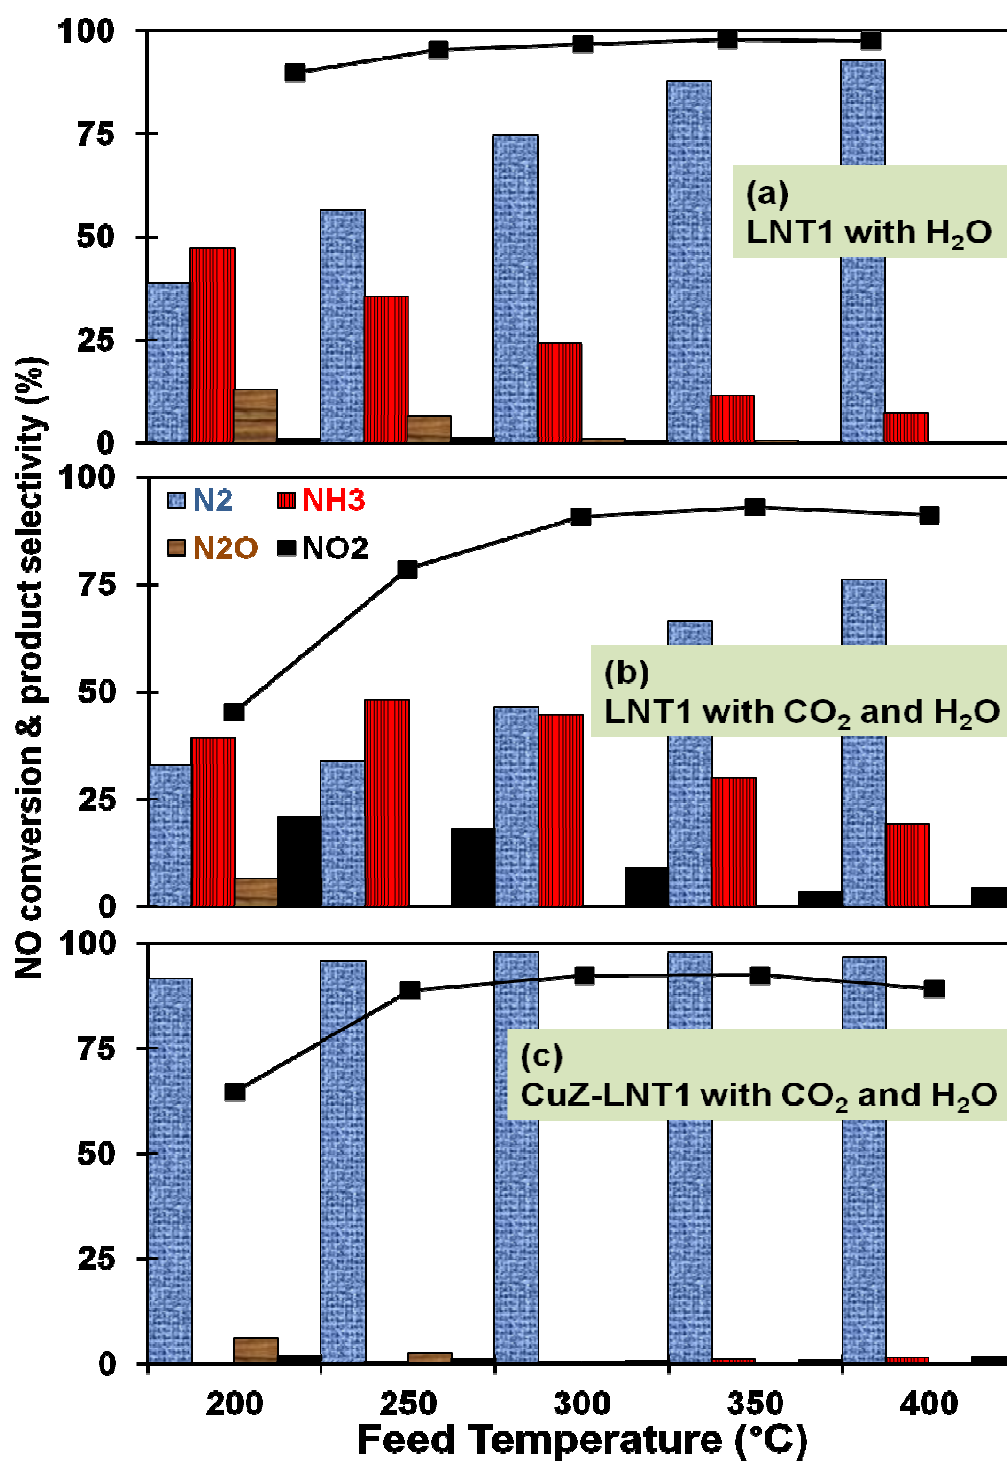 NO conversion & product selectivity (%)
100
75
50
25
0
(a)
LNT1 with H₂O
100
75
50
25
0
N2 NH3
N2O NO2
(b)
LNT1 with CO₂ and H₂O
100
75
50
25
0
(c)
CuZ-LNT1 with CO₂ and H₂O
200 250 300 350 400
Feed Temperature (°C)